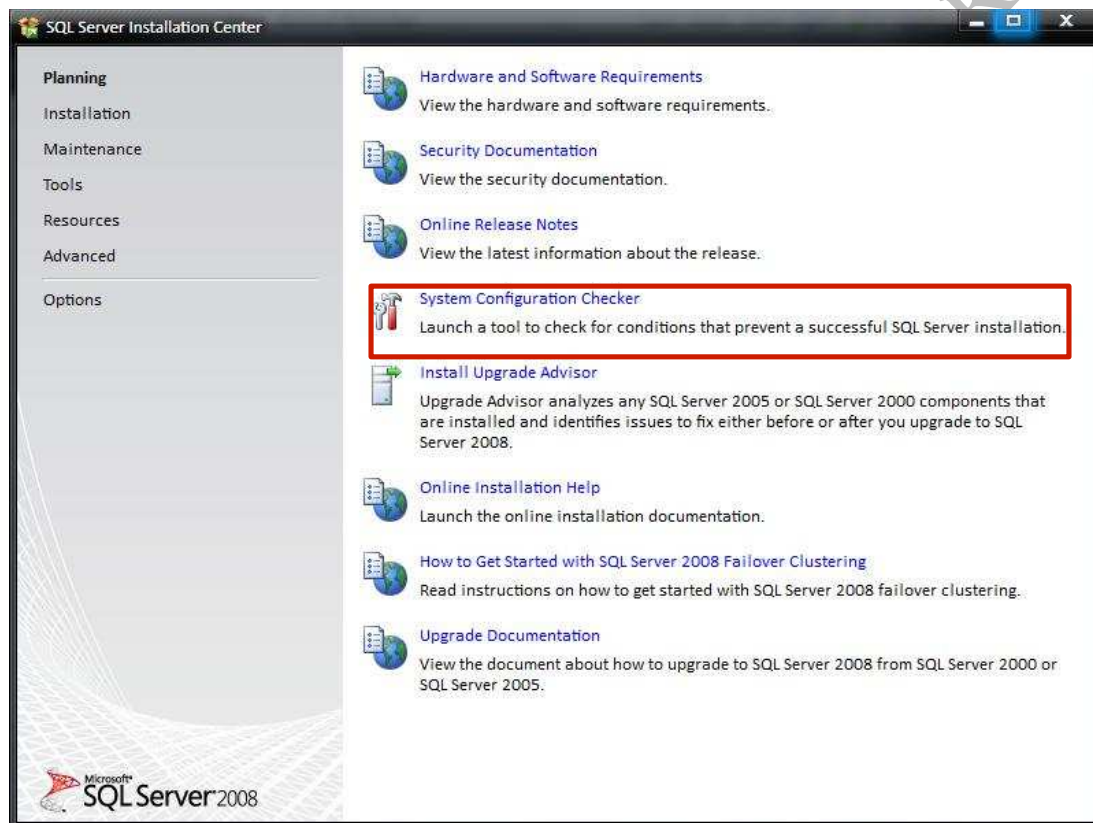 SQL Server Installation Center
Planning
Installation
Maintenance
Tools
Resources
Advanced
Options
Hardware and Software Requirements
View the hardware and software requirements.
Security Documentation
View the security documentation.
Online Release Notes
View the latest information about the release.
System Configuration Checker
Launch a tool to check for conditions that prevent a successful SQL Server installation.
Install Upgrade Advisor
Upgrade Advisor analyzes any SQL Server 2005 or SQL Server 2000 components that
are installed and identifies issues to fix either before or after you upgrade to SQL
Server 2008.
Online Installation Help
Launch the online installation documentation.
How to Get Started with SQL Server 2008 Failover Clustering
Read instructions on how to get started with SQL Server 2008 failover clustering.
Upgrade Documentation
View the document about how to upgrade to SQL Server 2008 from SQL Server 2000 or
SQL Server 2005.
Microsoft®
SQL Server®2008